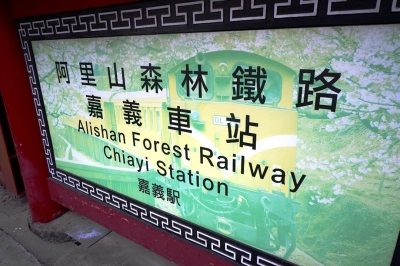 阿里山森林鐵路
嘉義車站
Alishan Forest Railway
Chiayi Station
嘉義駅